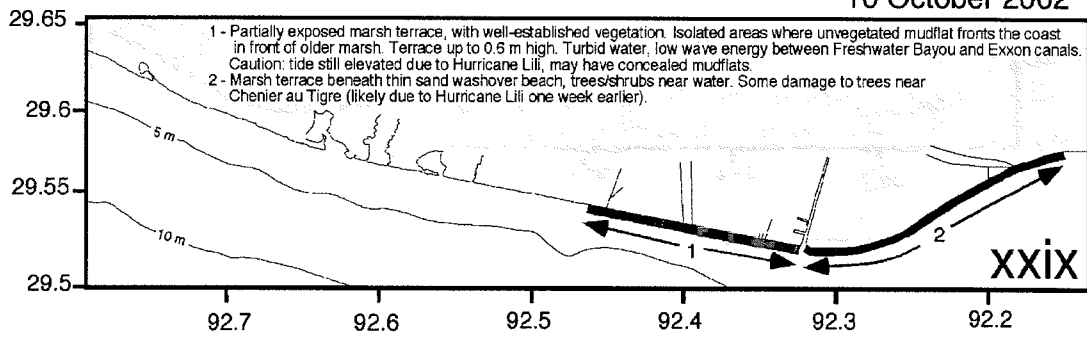 10 October 2002
29.65
1 - Partially exposed marsh terrace, with well-established vegetation. Isolated areas where unvegetated mudflat fronts the coast
in front of older marsh. Terrace up to 0.6 m high. Turbid water, low wave energy between Freshwater Bayou and Exxon canals.
Caution: tide still elevated due to Hurricane Lili, may have concealed mudflats.
2 - Marsh terrace beneath thin sand washover beach, trees/shrubs near water. Some damage to trees near
Chenier au Tigre (likely due to Hurricane Lili one week earlier).
29.6
5 m
29.55
10 m
1
2
29.5
xxix
92.7
92.6
92.5
92.4
92.3
92.2